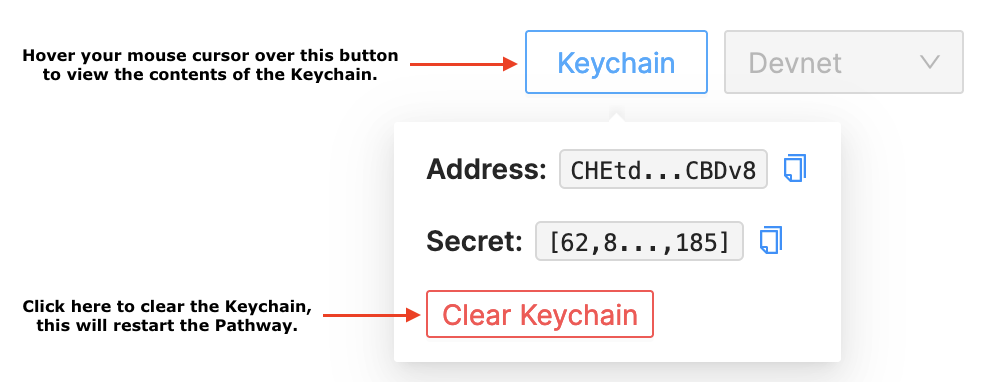 Hover your mouse cursor over this button
to view the contents of the Keychain.
Keychain
Devnet
Address: CHEtd...CBDv8
Secret: [62,8...,185]
Click here to clear the Keychain,
this will restart the Pathway.
Clear Keychain